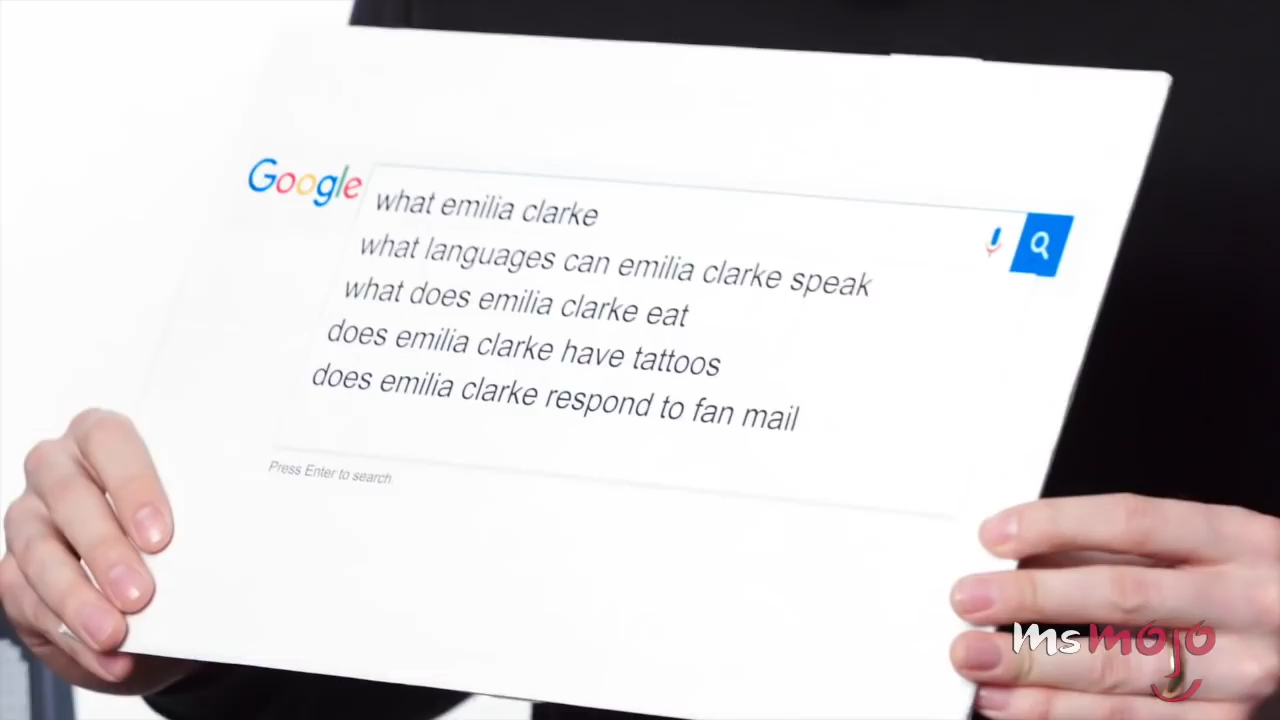 Google
what emilia clarke
what languages can emilia clarke speak
what does emilia clarke eat
does emilia clarke have tattoos
does emilia clarke respond to fan mail
Press Enter to search.
msmojo